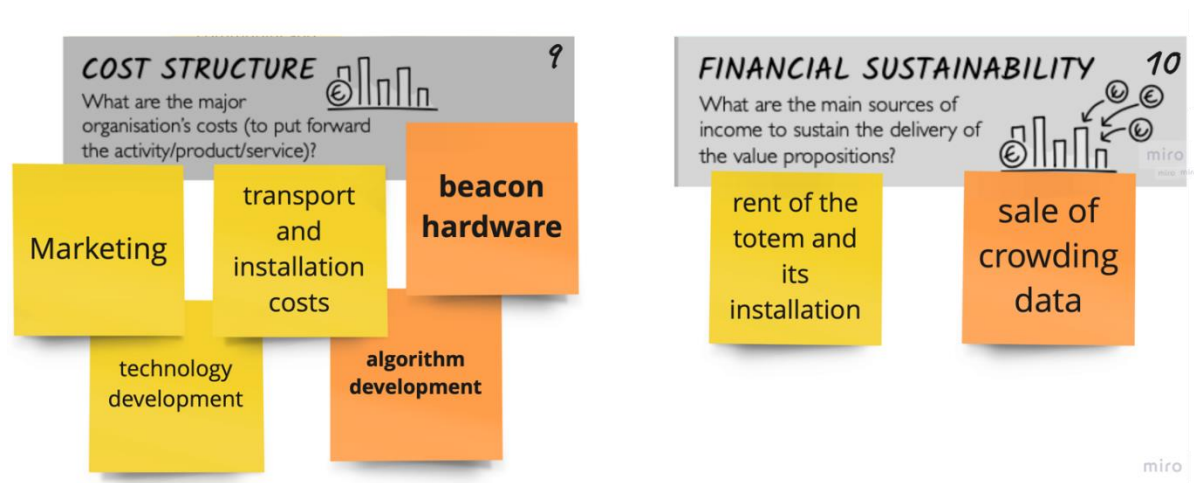 COST STRUCTURE
9
What are the major
organisation's costs (to put forward
the activity/product/service)?
Marketing
transport
and
installation
costs
beacon
hardware
technology
development
algorithm
development
FINANCIAL SUSTAINABILITY
10
What are the main sources of
income to sustain the delivery of
the value propositions?
miro
rent of the
totem and
its
installation
sale of
crowding
data
miro